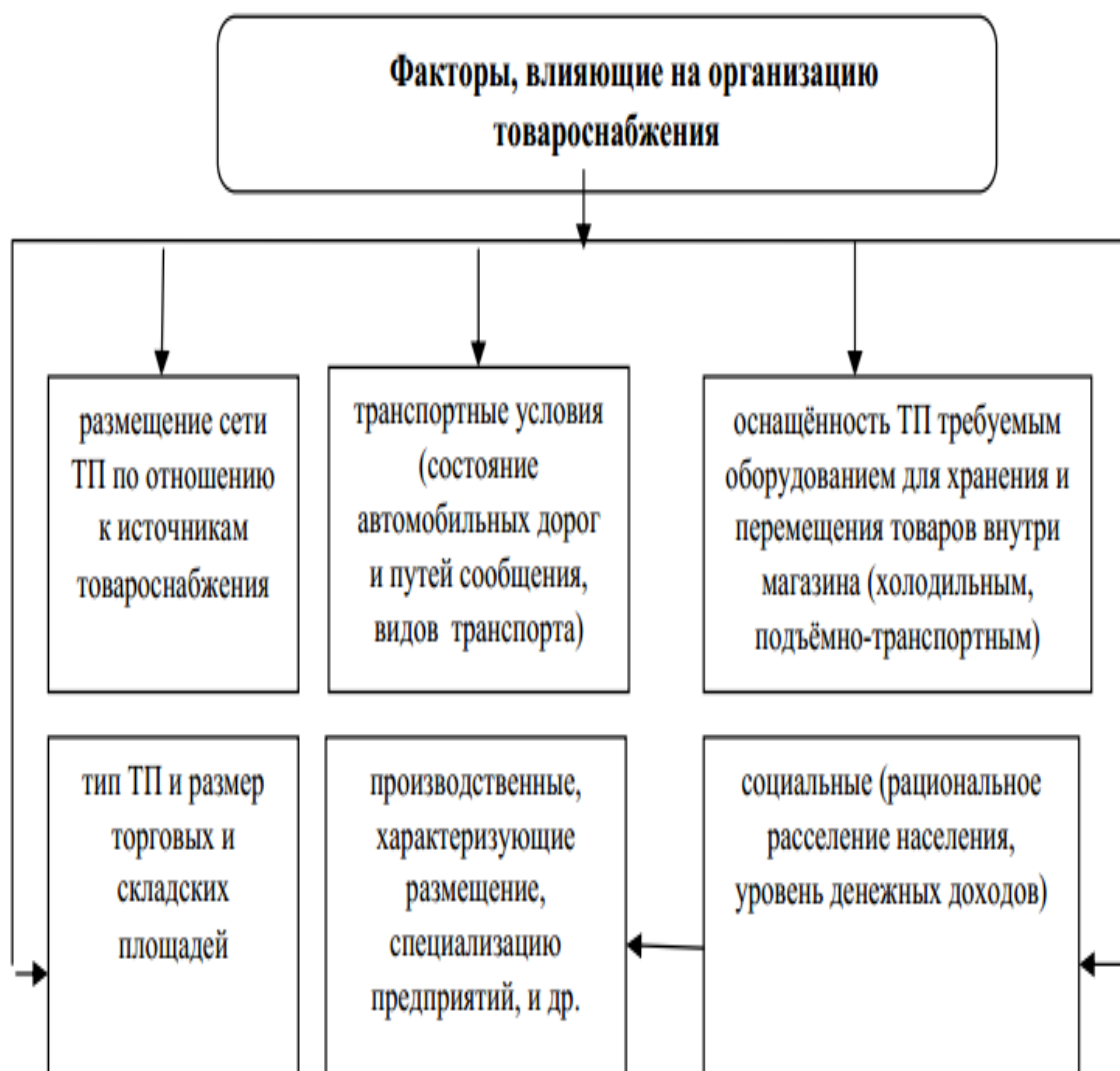 Факторы, влияющие на организацию
товароснабжения
размещение сети
ТП по отношению
к источникам
товароснабжения
транспортные условия
(состояние
автомобильных дорог
и путей сообщения,
видов транспорта)
оснащённость ТП требуемым
оборудованием для хранения и
перемещения товаров внутри
магазина (холодильным,
подъёмно-транспортным)
тип ТП и размер
торговых и
складских
площадей
производственные,
характеризующие
размещение,
специализацию
предприятий, и др.
социальные (рациональное
расселение населения,
уровень денежных доходов)